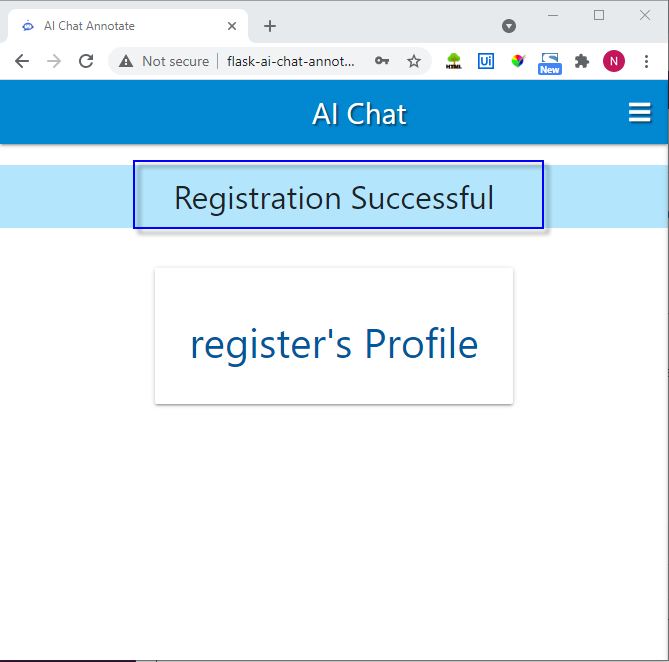 AI Chat Annotate
Not secure | flask-ai-chat-annot...
HTML
Ui
New
N
AI Chat
Registration Successful
register's Profile